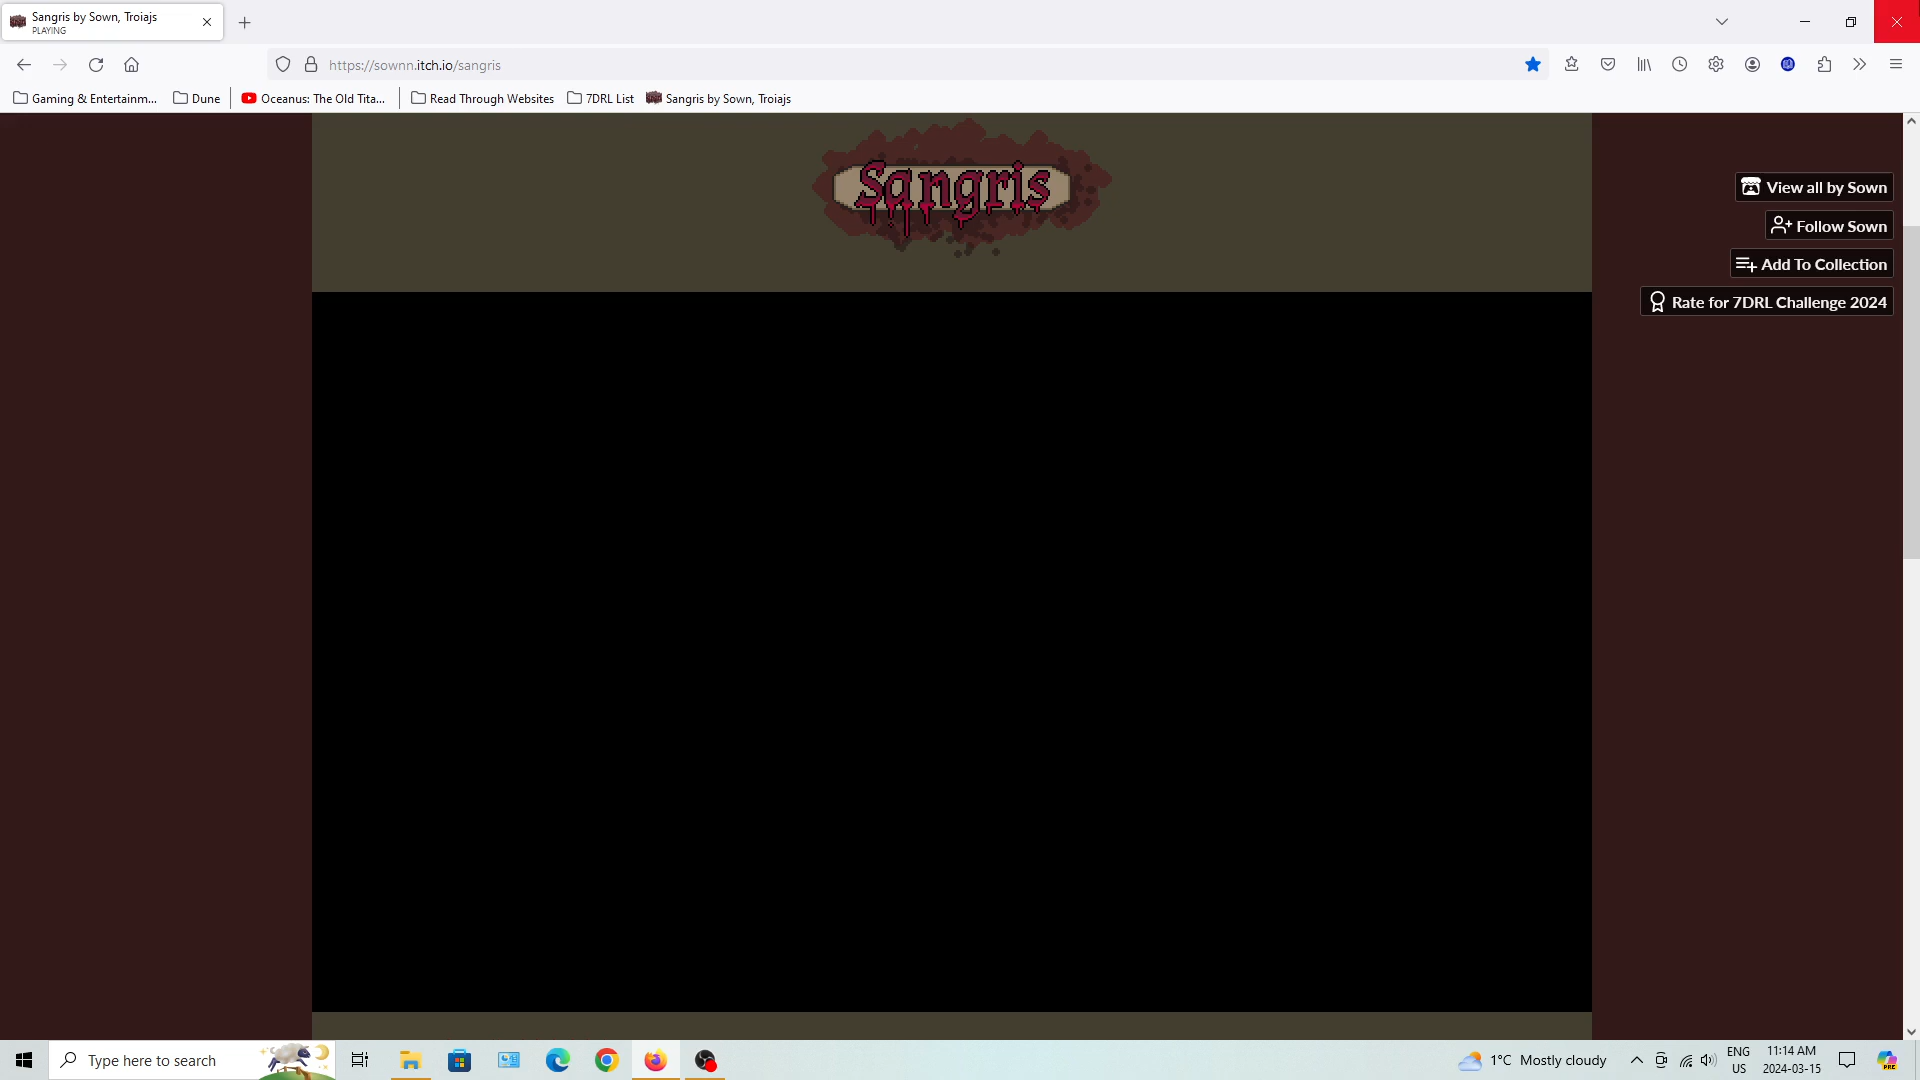 Sangris by Sown, Troiajs
PLAYING
https://sownn.itch.io/sangris
Gaming & Entertainm...
Dune
Oceanus: The Old Tita...
Read Through Websites
7DRL List
Sangris by Sown, Troiajs
Sangris
View all by Sown
Follow Sown
Add To Collection
Rate for 7DRL Challenge 2024
Type here to search
1°C Mostly cloudy
ENG
US
11:14 AM
2024-03-15
PRE